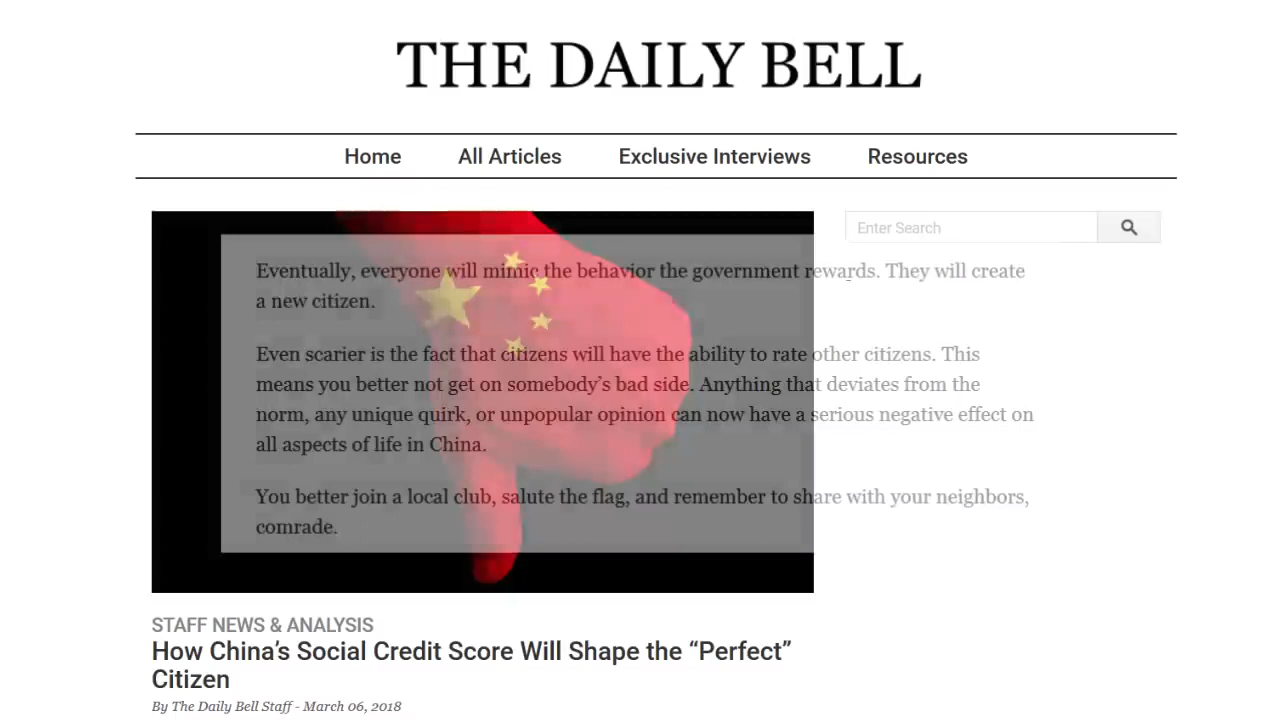 THE DAILY BELL
Home All Articles Exclusive Interviews Resources
Enter Search
Eventually, everyone will mimic the behavior the government rewards. They will create
a new citizen.
Even scarier is the fact that citizens will have the ability to rate other citizens. This
means you better not get on somebody’s bad side. Anything that deviates from the
norm, any unique quirk, or unpopular opinion can now have a serious negative effect on
all aspects of life in China.
You better join a local club, salute the flag, and remember to share with your neighbors,
comrade.
STAFF NEWS & ANALYSIS
How China’s Social Credit Score Will Shape the “Perfect”
Citizen
By The Daily Bell Staff - March 06, 2018